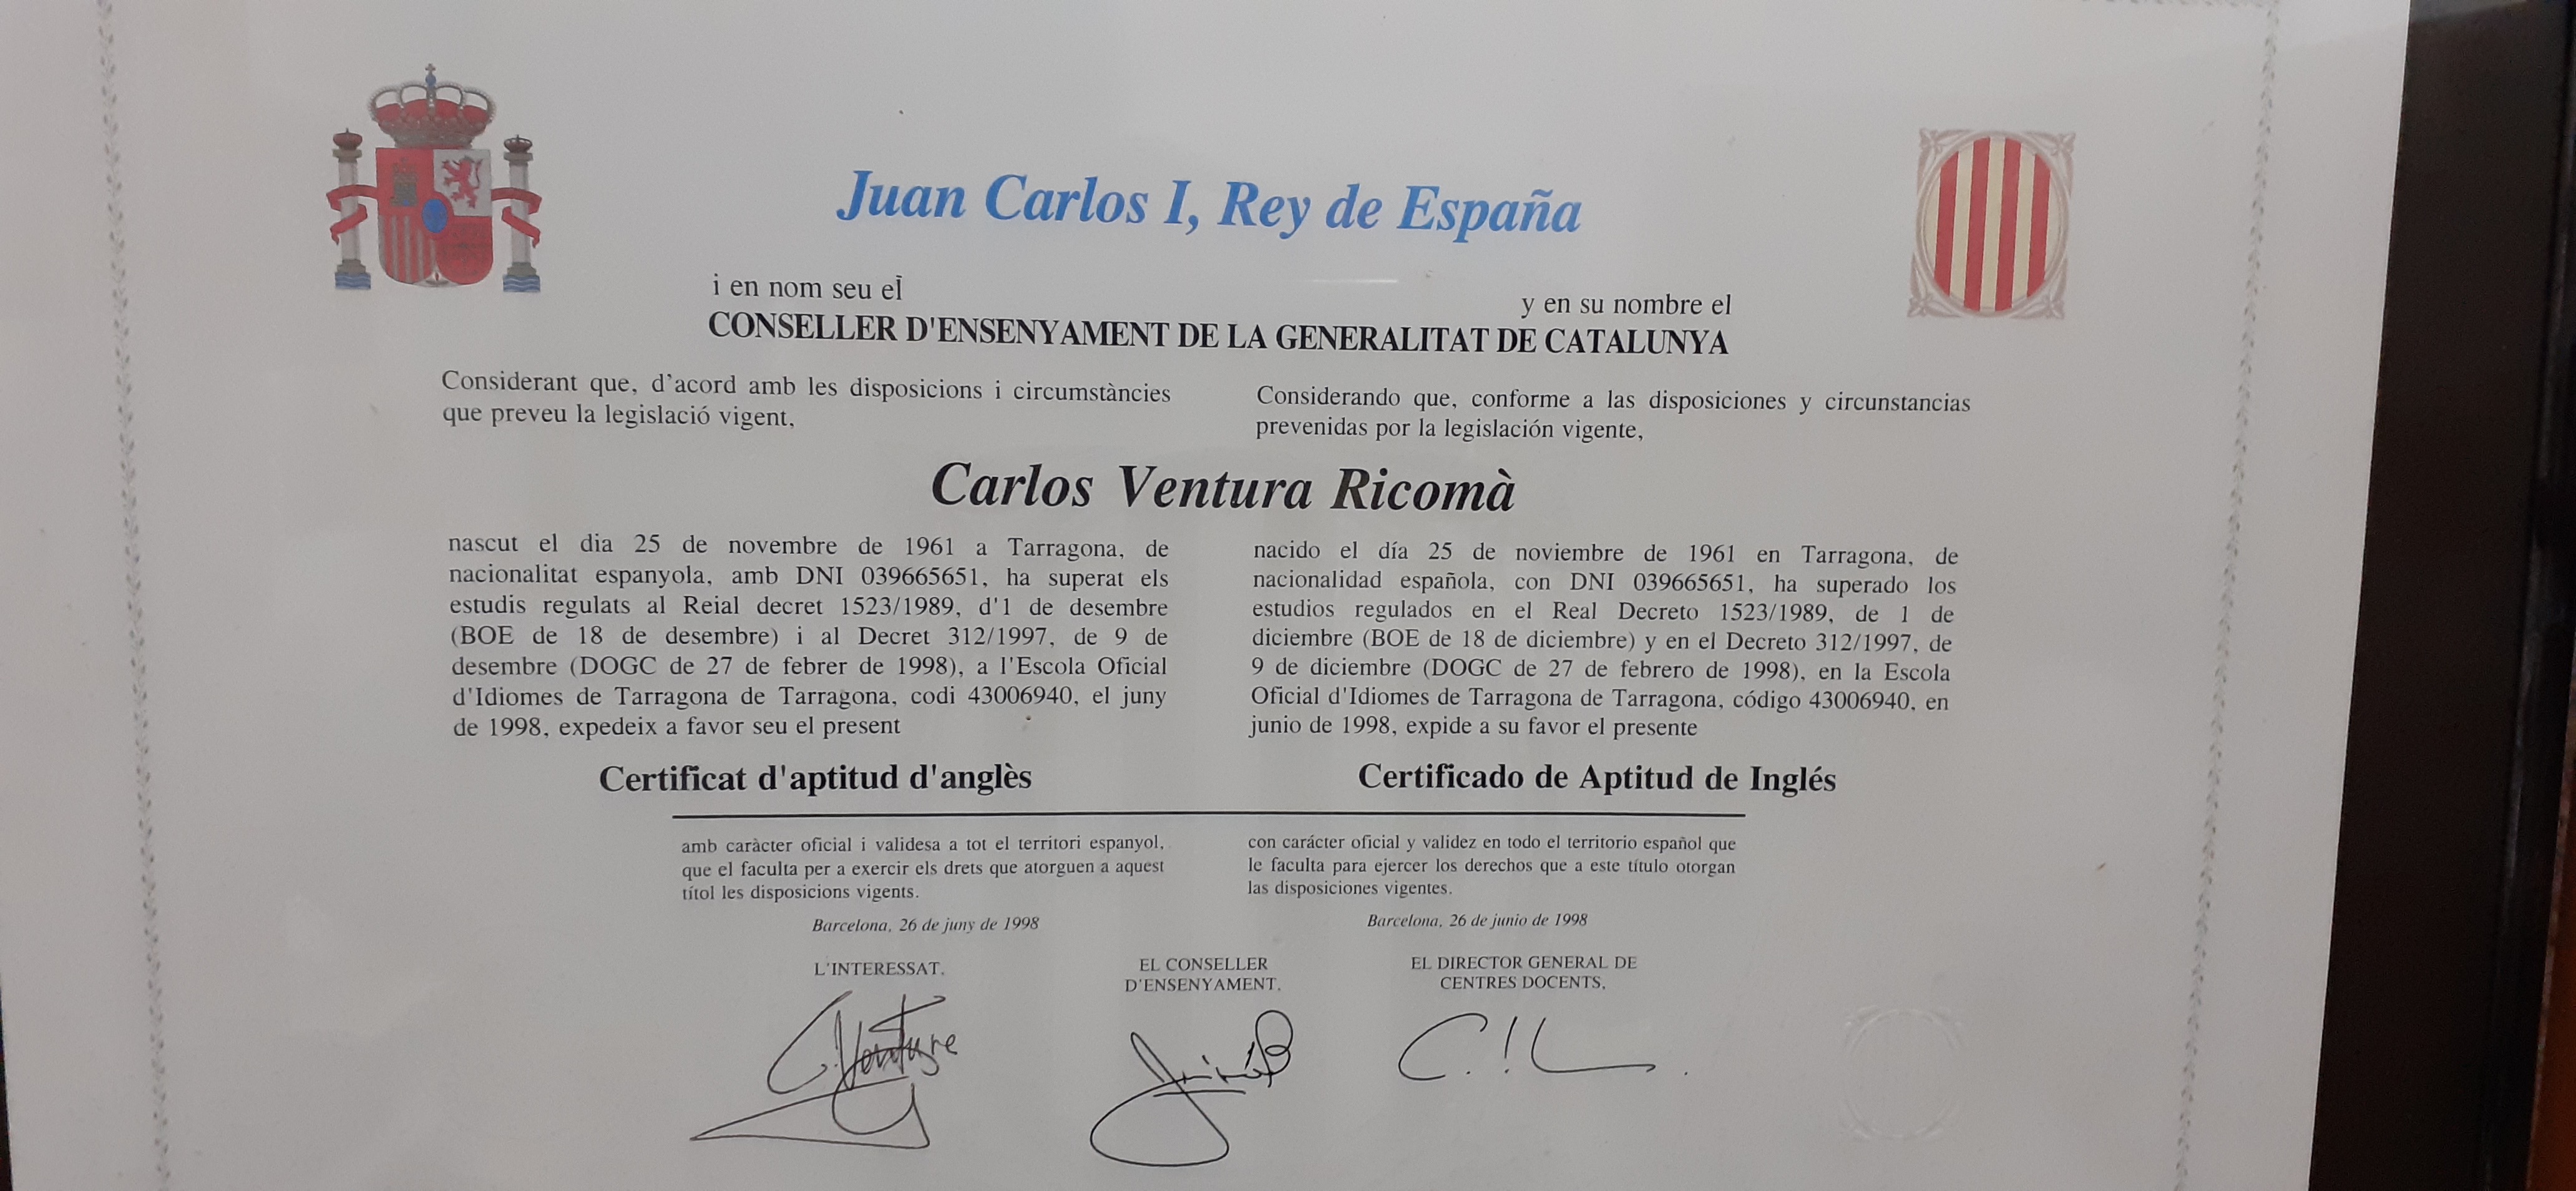 Juan Carlos I, Rey de España
i en nom seu el
y en su nombre el
CONSELLER D'ENSENYAMENT DE LA GENERALITAT DE CATALUNYA
Considerant que, d'acord amb les disposicions i circumstàncies
que preveu la legislació vigent,
Considerando que, conforme a las disposiciones y circunstancias
prevenidas por la legislación vigente,
Carlos Ventura Ricomà
nascut el dia 25 de novembre de 1961 a Tarragona, de
nacionalitat espanyola, amb DNI 039665651, ha superat els
estudis regulats al Reial decret 1523/1989, d'1 de desembre
(BOE de 18 de desembre) i al Decret 312/1997, de 9 de
desembre (DOGC de 27 de febrer de 1998), a l'Escola Oficial
d'Idiomes de Tarragona de Tarragona, codi 43006940, el juny
de 1998, expedeix a favor seu el present
nacido el día 25 de noviembre de 1961 en Tarragona, de
nacionalidad española, con DNI 039665651, ha superado los
estudios regulados en el Real Decreto 1523/1989, de 1 de
diciembre (BOE de 18 de diciembre) y en el Decreto 312/1997, de
9 de diciembre (DOGC de 27 de febrero de 1998), en la Escola
Oficial d'Idiomes de Tarragona de Tarragona, código 43006940, en
junio de 1998, expide a su favor el presente
Certificat d'aptitud d'anglès
Certificado de Aptitud de Inglés
amb caràcter oficial i validesa a tot el territori espanyol,
que el faculta per a exercir els drets que atorguen a aquest
títol les disposicions vigents.
con carácter oficial y validez en todo el territorio español que
le faculta para ejercer los derechos que a este título otorgan
las disposiciones vigentes.
Barcelona, 26 de juny de 1998
Barcelona, 26 de junio de 1998
L'INTERESSAT,
EL CONSELLER
D'ENSENYAMENT,
EL DIRECTOR GENERAL DE
CENTRES DOCENTS,
C. Ventura